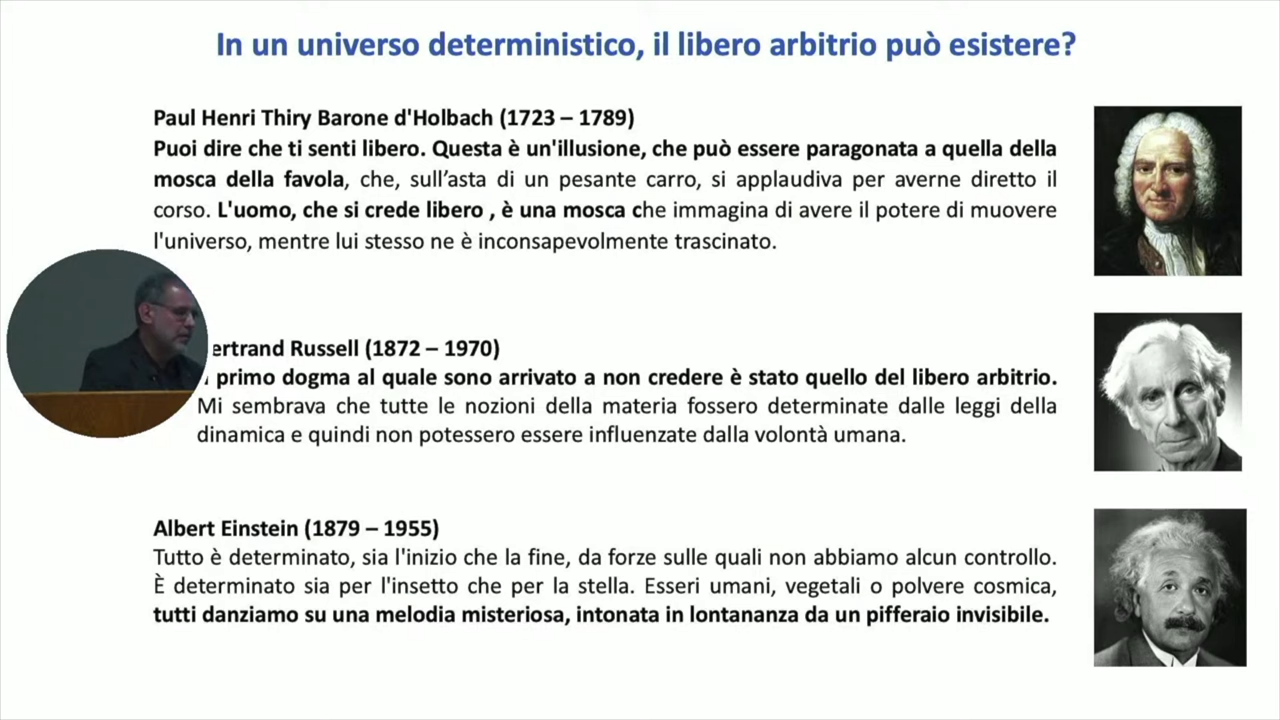 In un universo deterministico, il libero arbitrio può esistere?
Paul Henri Thiry Barone d'Holbach (1723 – 1789)
Puoi dire che ti senti libero. Questa è un'illusione, che può essere paragonata a quella della
mosca della favola, che, sull’asta di un pesante carro, si applaudiva per averne diretto il
corso. L'uomo, che si crede libero , è una mosca che immagina di avere il potere di muovere
l'universo, mentre lui stesso ne è inconsapevolmente trascinato.
Russell (1872 – 1970)
primo dogma al quale sono arrivato a non credere è stato quello del libero arbitrio.
Mi sembrava che tutte le nozioni della materia fossero determinate dalle leggi della
dinamica e quindi non potessero essere influenzate dalla volontà umana.
Albert Einstein (1879 – 1955)
Tutto è determinato, sia l'inizio che la fine, da forze sulle quali non abbiamo alcun controllo.
È determinato sia per l'insetto che per la stella. Esseri umani, vegetali o polvere cosmica,
tutti danziamo su una melodia misteriosa, intonata in lontananza da un pifferaio invisibile.